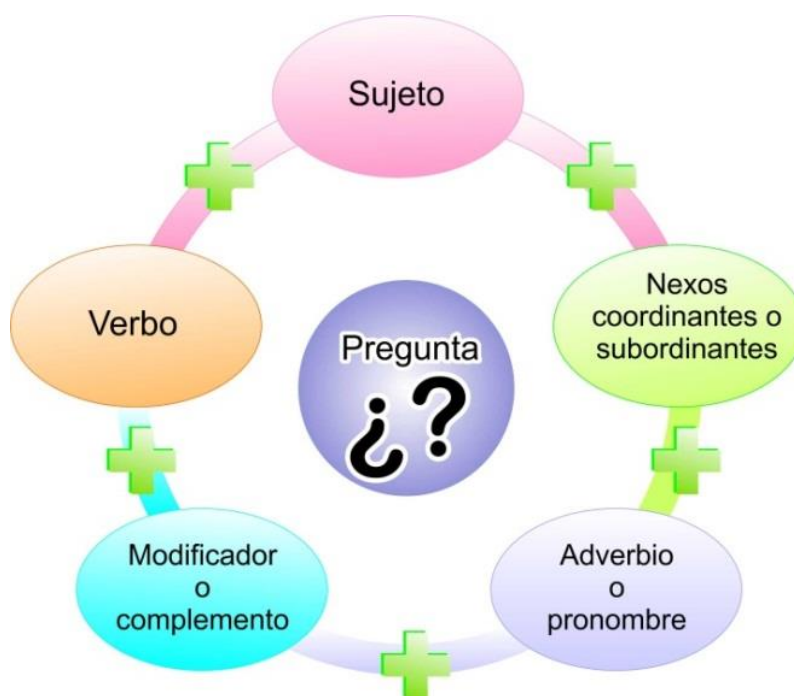 Sujeto
Nexos
coordinantes o
subordinantes
Verbo
Pregunta
¿?
Modificador
o
complemento
Adverbio
o
pronombre